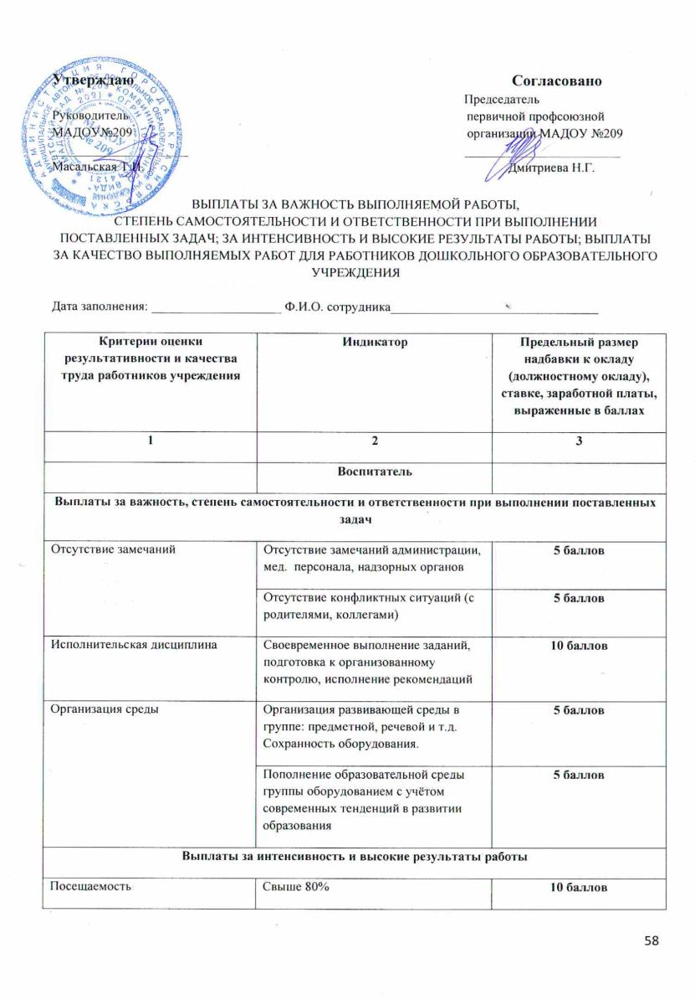 Утверждаю
Согласовано
Руководитель
МАДОУ№209
Масальская Т.И.
Председатель
первичной профсоюзной
организации МАДОУ №209
Дмитриева Н.Г.
АДМИНИСТРАЦИЯ ГОРОДА КРАСНОЯРСКА
МАДОУ
№ 209
ВЫПЛАТЫ ЗА ВАЖНОСТЬ ВЫПОЛНЯЕМОЙ РАБОТЫ,
СТЕПЕНЬ САМОСТОЯТЕЛЬНОСТИ И ОТВЕТСТВЕННОСТИ ПРИ ВЫПОЛНЕНИИ
ПОСТАВЛЕННЫХ ЗАДАЧ; ЗА ИНТЕНСИВНОСТЬ И ВЫСОКИЕ РЕЗУЛЬТАТЫ РАБОТЫ; ВЫПЛАТЫ
ЗА КАЧЕСТВО ВЫПОЛНЯЕМЫХ РАБОТ ДЛЯ РАБОТНИКОВ ДОШКОЛЬНОГО ОБРАЗОВАТЕЛЬНОГО
УЧРЕЖДЕНИЯ
Дата заполнения: ____________________ Ф.И.О. сотрудника________________________________
Критерии оценки
результативности и качества
труда работников учреждения
Индикатор
Предельный размер
надбавки к окладу
(должностному окладу),
ставке, заработной платы,
выраженные в баллах
1
2
3
Воспитатель
Выплаты за важность, степень самостоятельности и ответственности при выполнении поставленных
задач
Отсутствие замечаний
Отсутствие замечаний администрации,
мед. персонала, надзорных органов
5 баллов
Отсутствие конфликтных ситуаций (с
родителями, коллегами)
5 баллов
Исполнительская дисциплина
Своевременное выполнение заданий,
подготовка к организованному
контролю, исполнение рекомендаций
10 баллов
Организация среды
Организация развивающей среды в
группе: предметной, речевой и т.д.
Сохранность оборудования.
5 баллов
Пополнение образовательной среды
группы оборудованием с учётом
современных тенденций в развитии
образования
5 баллов
Выплаты за интенсивность и высокие результаты работы
Посещаемость
Свыше 80%
10 баллов
58